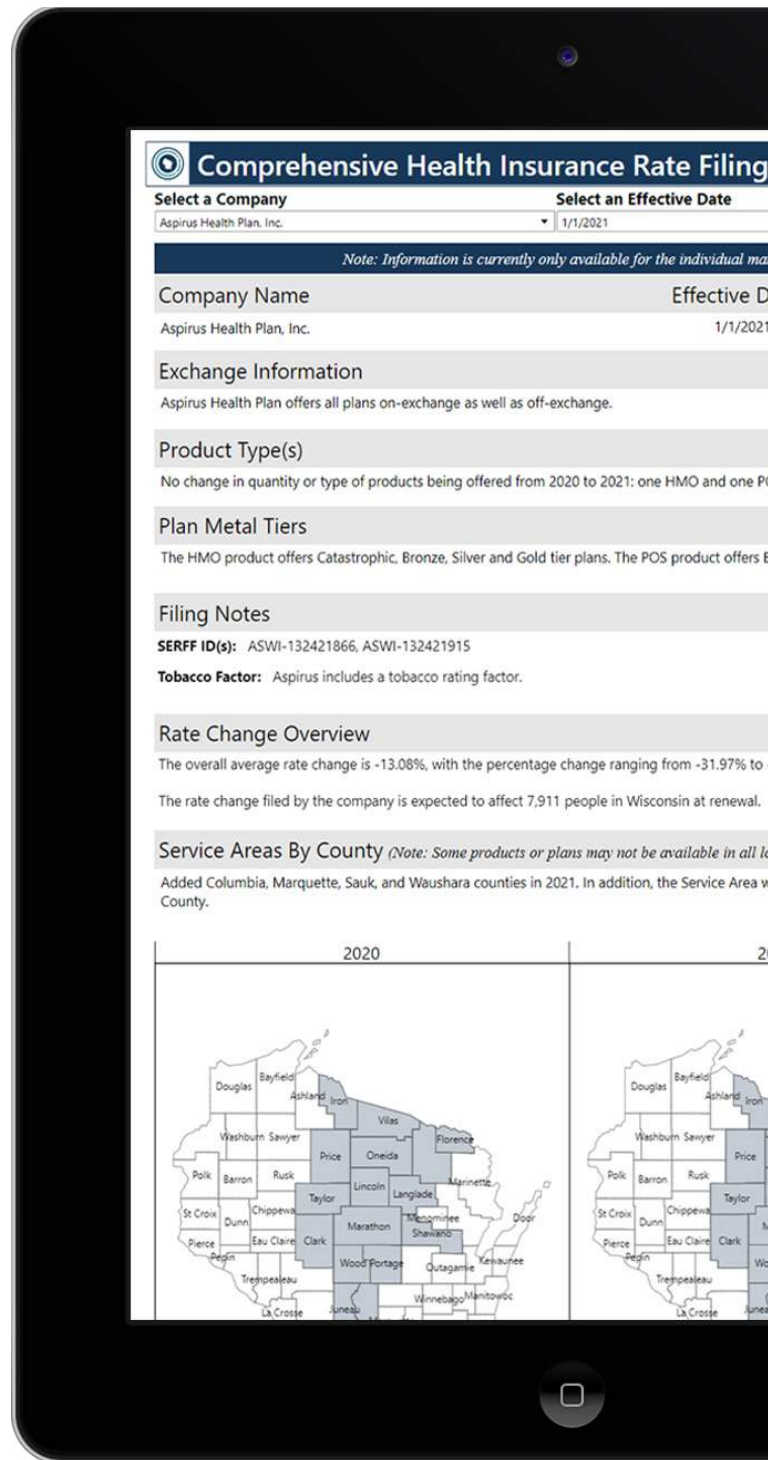 Comprehensive Health Insurance Rate Filing
Select a Company Select an Effective Date
Aspirus Health Plan, Inc. 1/1/2021
Note: Information is currently only available for the individual
Company Name Effective
Aspirus Health Plan, Inc. 1/1/2021
Exchange Information
Aspirus Health Plan offers all plans on-exchange as well as off-exchange.
Product Type(s)
No change in quantity or type of products being offered from 2020 to 2021: one HMO and one
Plan Metal Tiers
The HMO product offers Catastrophic, Bronze, Silver and Gold tier plans. The POS product offers
Filing Notes
SERFF ID(s): ASWI-132421866, ASWI-132421915
Tobacco Factor: Aspirus includes a tobacco rating factor.
Rate Change Overview
The overall average rate change is -13.08%, with the percentage change ranging from -31.97% to
The rate change filed by the company is expected to affect 7,911 people in Wisconsin at renewal.
Service Areas By County (Note: Some products or plans may not be available in all
Added Columbia, Marquette, Sauk, and Waushara counties in 2021. In addition, the Service Area
County.
2020
Douglas Bayfield Ashland Iron Vilas Florence
Washburn Sawyer Price Oneida
Polk Barron Rusk Taylor Lincoln Langlade Marinette
St Croix Dunn Chippewa Marathon Menominee Shawano Door
Pierce Pepin Eau Claire Clark Wood Portage Outagamie Kewaunee
Trempealeau Winnebago Manitowoc
La Crosse Juneau
Douglas Bayfield Ashland Iron
Washburn Sawyer Price
Polk Barron Rusk Taylor
St Croix Dunn Chippewa
Pierce Pepin Eau Claire Clark
Trempealeau
La Crosse